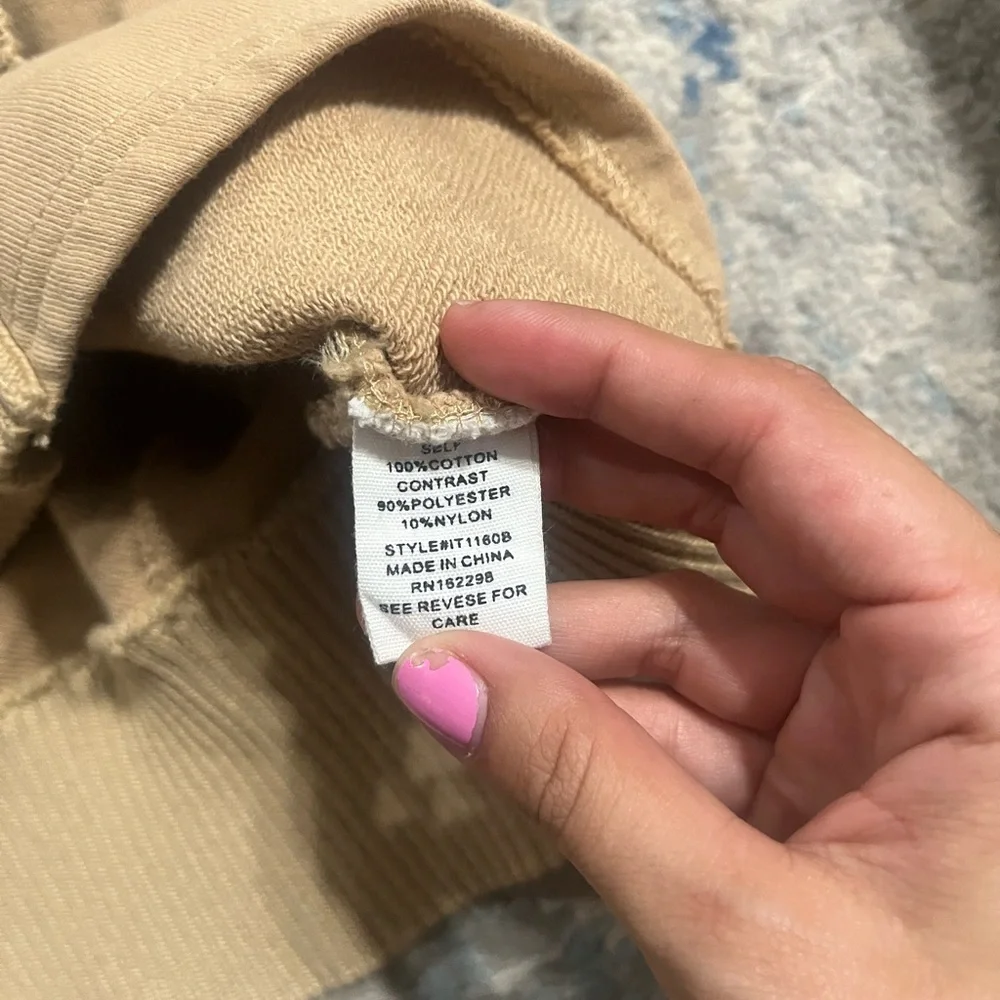 SELF
100%COTTON
CONTRAST
90%POLYESTER
10%NYLON
STYLE#IT1160B
MADE IN CHINA
RN162298
SEE REVESE FOR
CARE